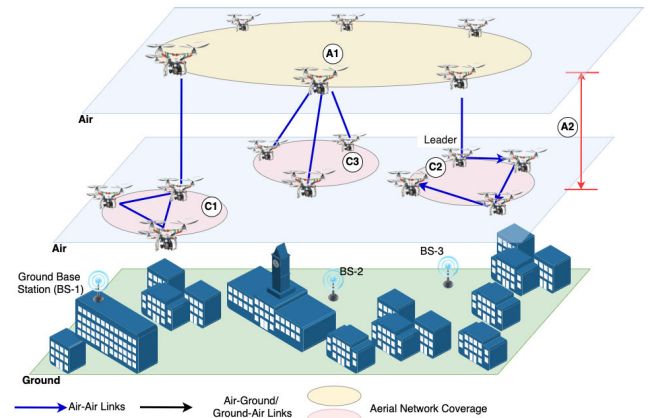 A1
Air
A2
Leader
C3
C2
C1
Air
BS-3
BS-2
Ground Base
Station (BS-1)
Ground
Air-Air Links
Air-Ground/
Ground-Air Links
Aerial Network Coverage